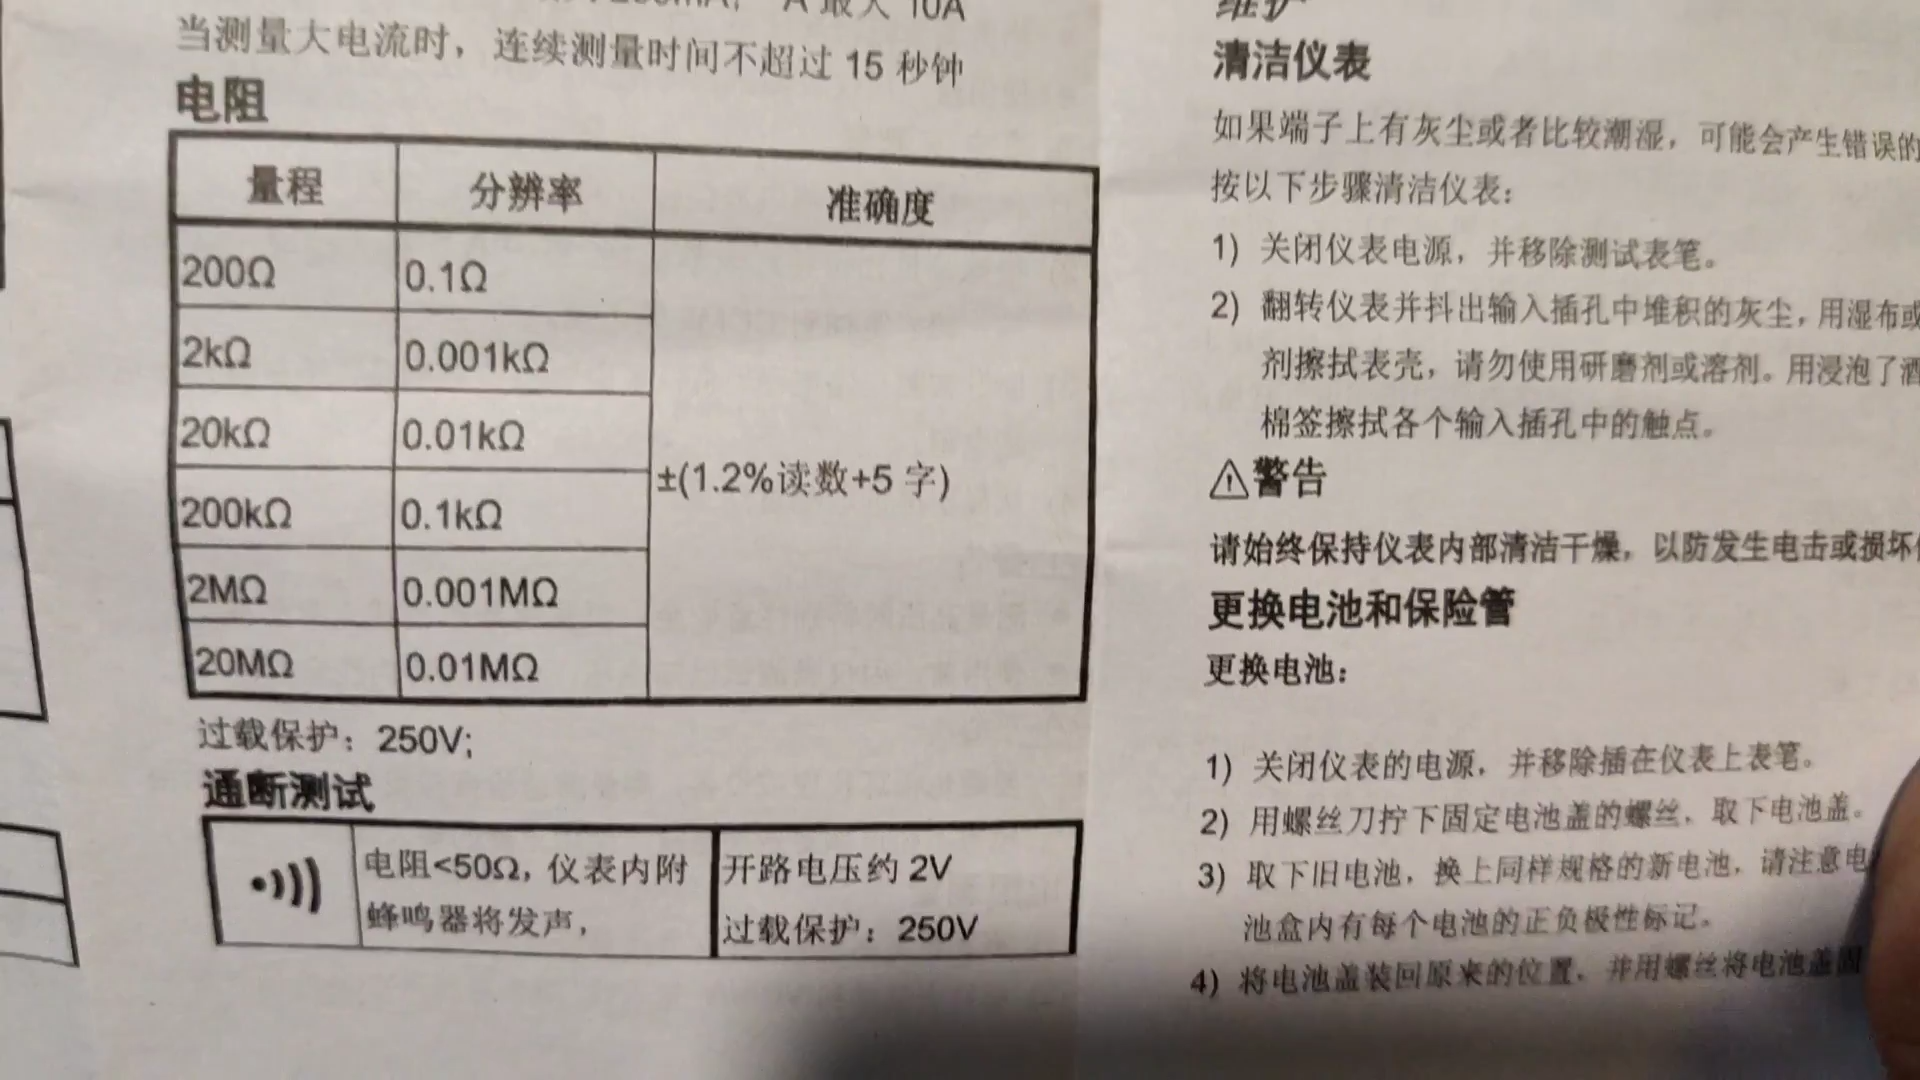 A 最大 10A
当测量大电流时，连续测量时间不超过 15 秒钟
电阻
量程 分辨率 准确度
200Ω 0.1Ω
2kΩ 0.001kΩ
20kΩ 0.01kΩ
200kΩ 0.1kΩ
±(1.2%读数+5 字)
2MΩ 0.001MΩ
20MΩ 0.01MΩ
过载保护：250V;
通断测试
电阻<50Ω, 仪表内附
蜂鸣器将发声，
开路电压约 2V
过载保护：250V
维护
清洁仪表
如果端子上有灰尘或者比较潮湿，可能会产生错误的
按以下步骤清洁仪表：
1) 关闭仪表电源，并移除测试表笔。
2) 翻转仪表并抖出输入插孔中堆积的灰尘，用湿布或
剂擦拭表壳，请勿使用研磨剂或溶剂。用浸泡了酒
棉签擦拭各个输入插孔中的触点。
警告
请始终保持仪表内部清洁干燥，以防发生电击或损坏
更换电池和保险管
更换电池：
1) 关闭仪表的电源，并移除插在仪表上表笔。
2) 用螺丝刀拧下固定电池盖的螺丝，取下电池盖。
3) 取下旧电池，换上同样规格的新电池，请注意电
池盒内有每个电池的正负极性标记。
4) 将电池盖装回原来的位置，并用螺丝将电池盖固